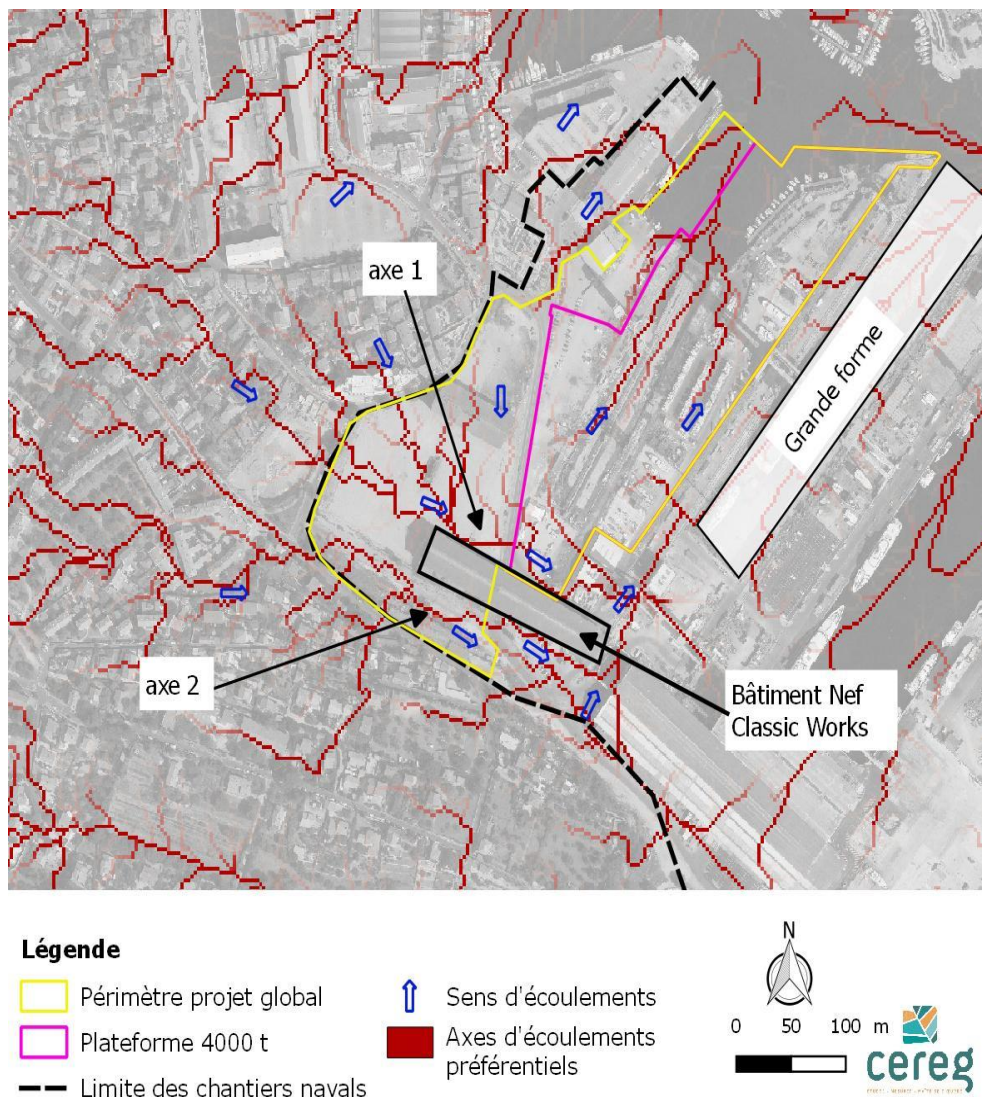 axe 1
Grande forme
axe 2
Bâtiment Nef
Classic Works
Légende
Périmètre projet global
Plateforme 4000 t
Limite des chantiers navals
Sens d'écoulements
Axes d'écoulements
préférentiels
N
0 50 100 m
cereg